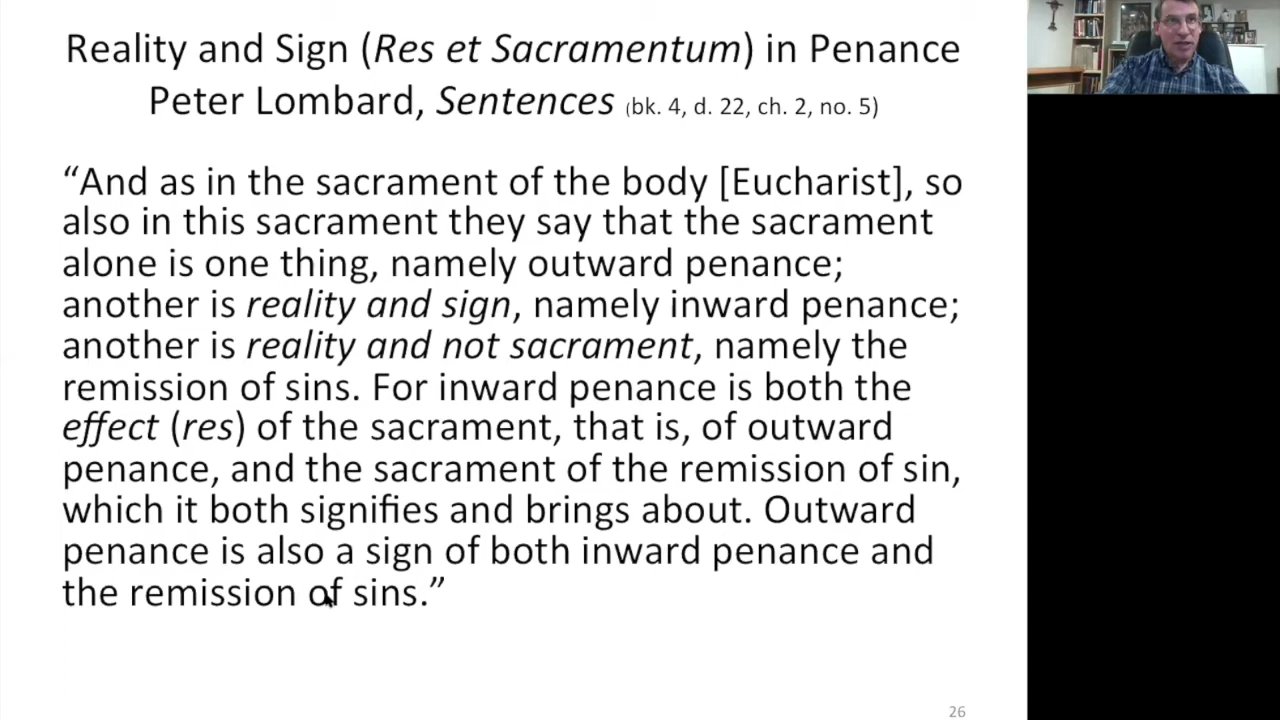 Reality and Sign (Res et Sacramentum) in Penance
Peter Lombard, Sentences (bk. 4, d. 22, ch. 2, no. 5)
“And as in the sacrament of the body [Eucharist], so
also in this sacrament they say that the sacrament
alone is one thing, namely outward penance;
another is reality and sign, namely inward penance;
another is reality and not sacrament, namely the
remission of sins. For inward penance is both the
effect (res) of the sacrament, that is, of outward
penance, and the sacrament of the remission of sin,
which it both signifies and brings about. Outward
penance is also a sign of both inward penance and
the remission of sins.”
26